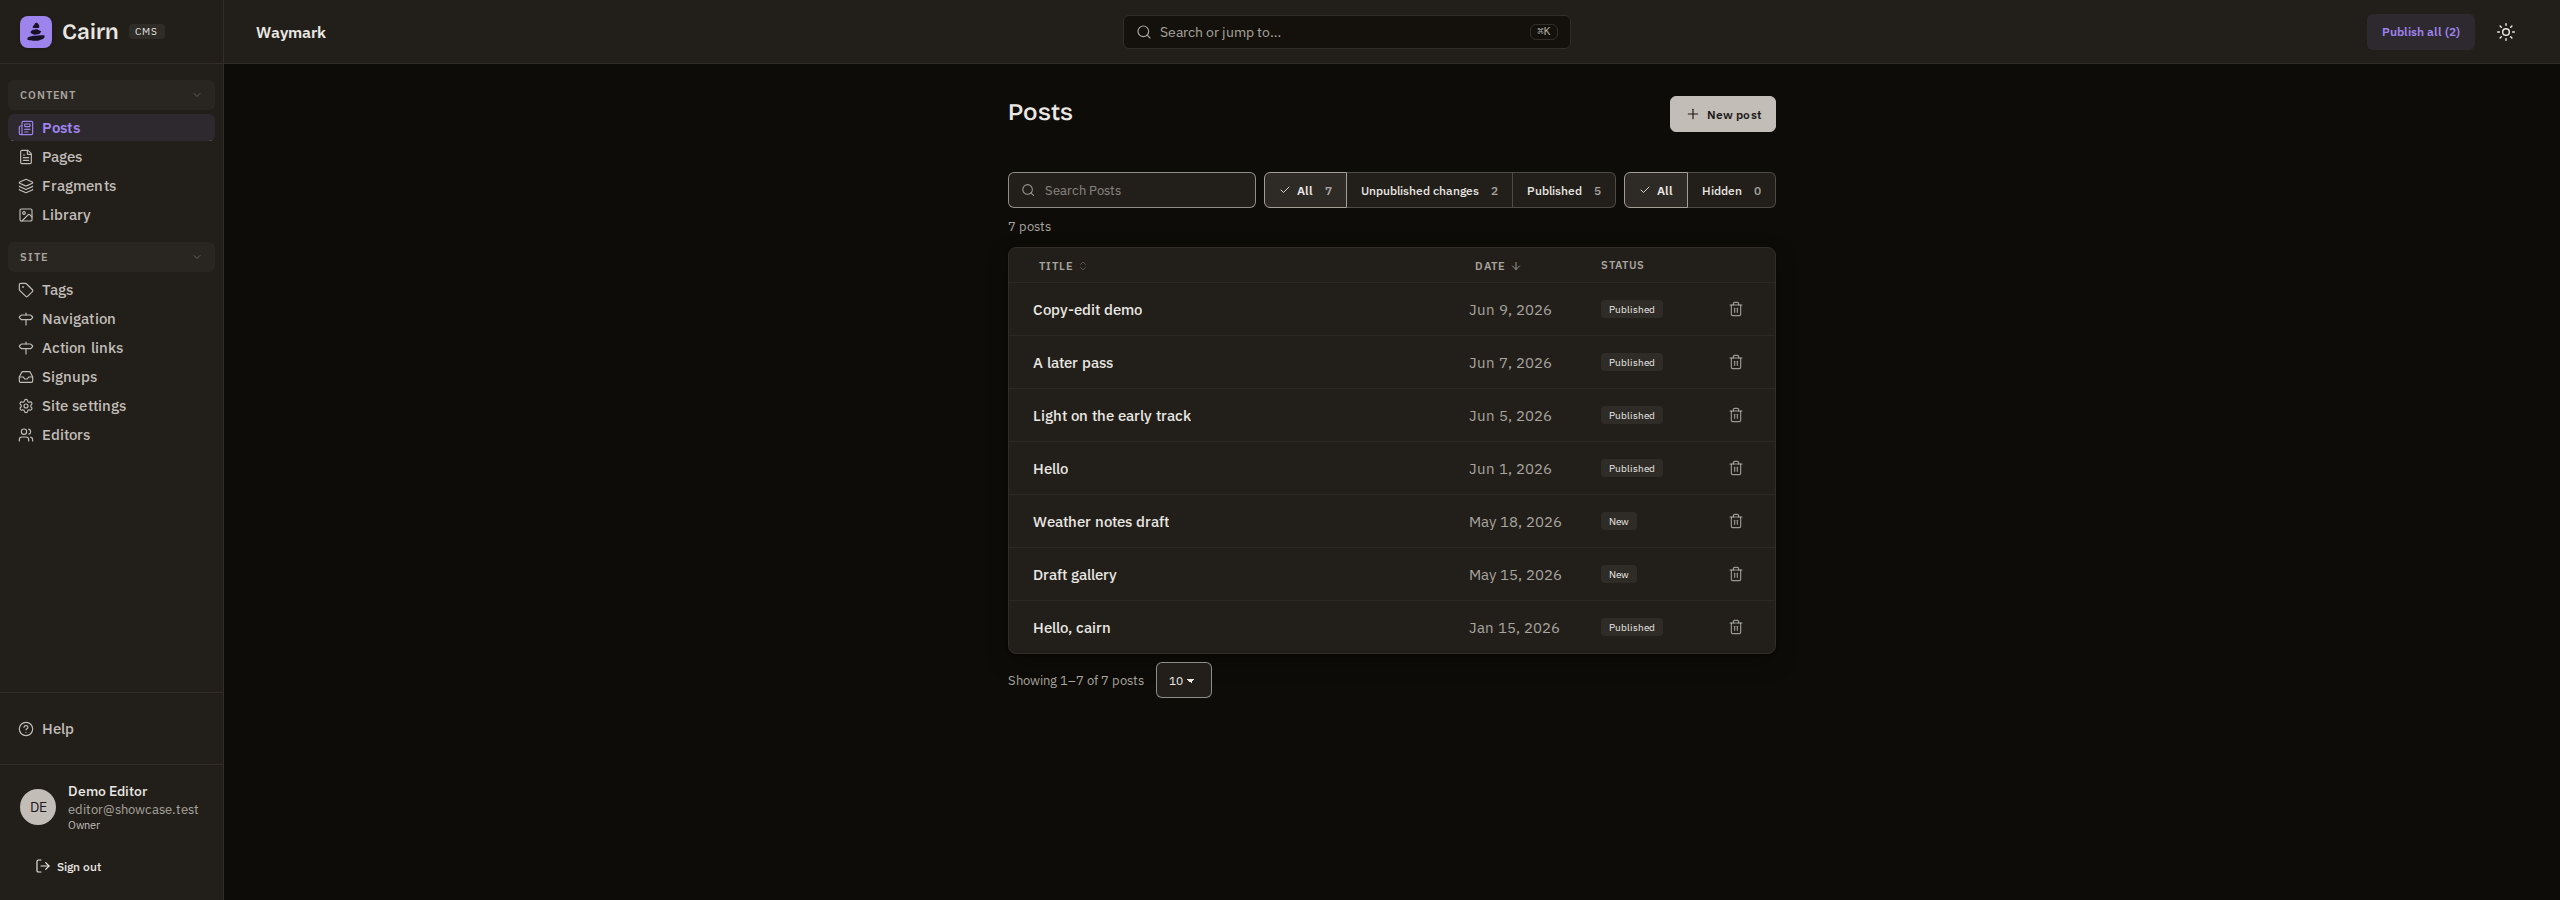 Cairn CMS
Waymark
Search or jump to... ⌘K
Publish all (2)
CONTENT
Posts
Pages
Fragments
Library
SITE
Tags
Navigation
Action links
Signups
Site settings
Editors
Help
DE
Demo Editor
editor@showcase.test
Owner
Sign out
Posts
New post
Search Posts
All 7 Unpublished changes 2 Published 5
All Hidden 0
7 posts
TITLE DATE STATUS
Copy-edit demo Jun 9, 2026 Published
A later pass Jun 7, 2026 Published
Light on the early track Jun 5, 2026 Published
Hello Jun 1, 2026 Published
Weather notes draft May 18, 2026 New
Draft gallery May 15, 2026 New
Hello, cairn Jan 15, 2026 Published
Showing 1–7 of 7 posts 10